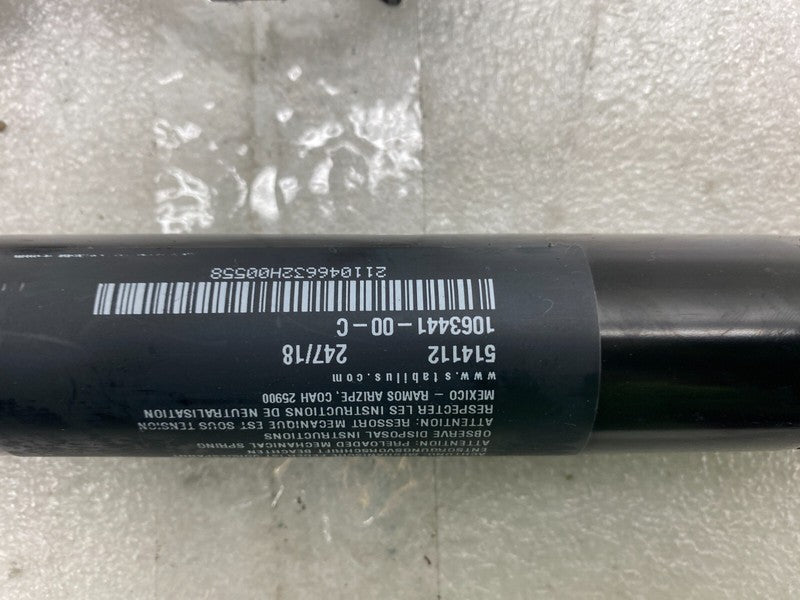 ACHTUNG:
ENTSORGUNGSVORSCHRIFT BEACHTEN
ATTENTION: PRELOADED MECHANICAL SPRING
OBSERVE DISPOSAL INSTRUCTIONS
ATTENTION: RESSORT MECANIQUE EST SOUS TENSION
RESPECTER LES INSTRUCTIONS DE NEUTRALISATION
MEXICO - RAMOS ARIZPE, COAH 25900
www.stabilus.com
514112 247/18
1063441-00-C
211046632H00558